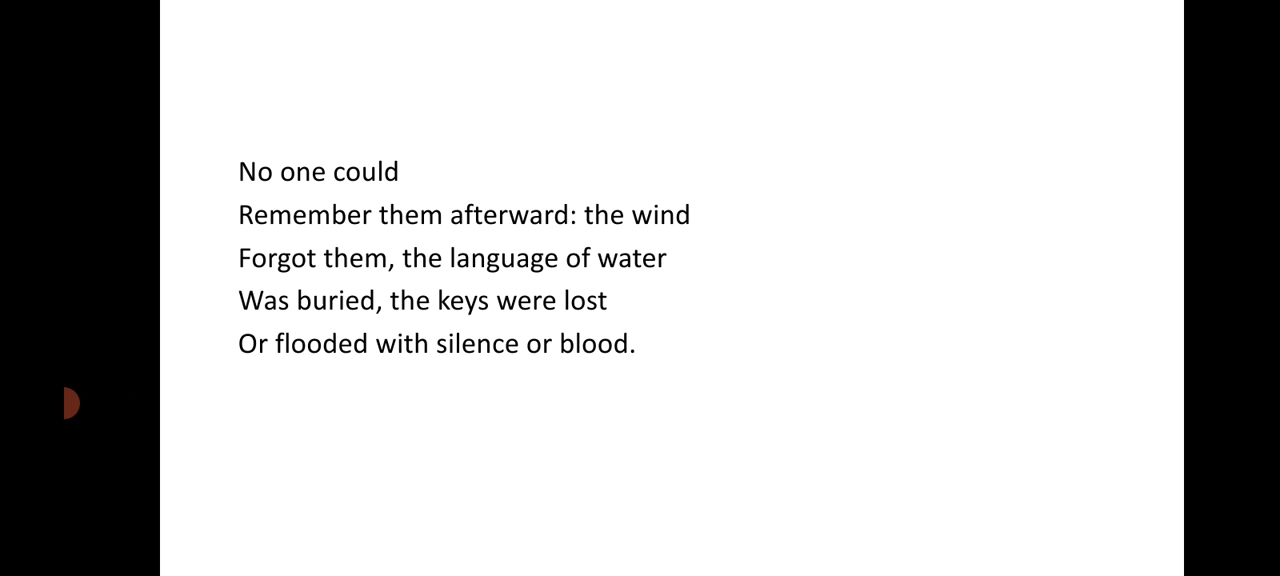 No one could
Remember them afterward: the wind
Forgot them, the language of water
Was buried, the keys were lost
Or flooded with silence or blood.